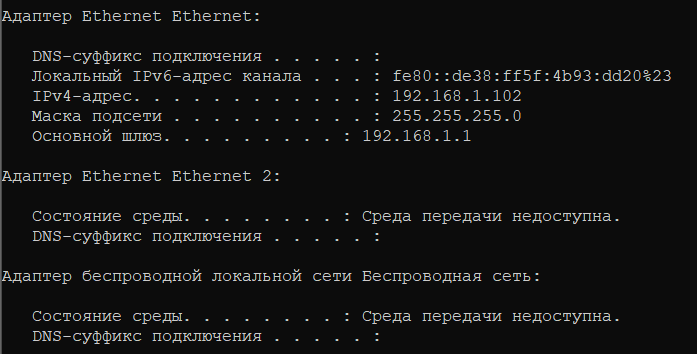 Адаптер Ethernet Ethernet:
DNS-суффикс подключения . . . . . :
Локальный IPv6-адрес канала . . . : fe80::de38:ff5f:4b93:dd20%23
IPv4-адрес. . . . . . . . . . . . : 192.168.1.102
Маска подсети . . . . . . . . . . : 255.255.255.0
Основной шлюз. . . . . . . . . : 192.168.1.1
Адаптер Ethernet Ethernet 2:
Состояние среды. . . . . . . . : Среда передачи недоступна.
DNS-суффикс подключения . . . . . :
Адаптер беспроводной локальной сети Беспроводная сеть:
Состояние среды. . . . . . . . : Среда передачи недоступна.
DNS-суффикс подключения . . . . . :